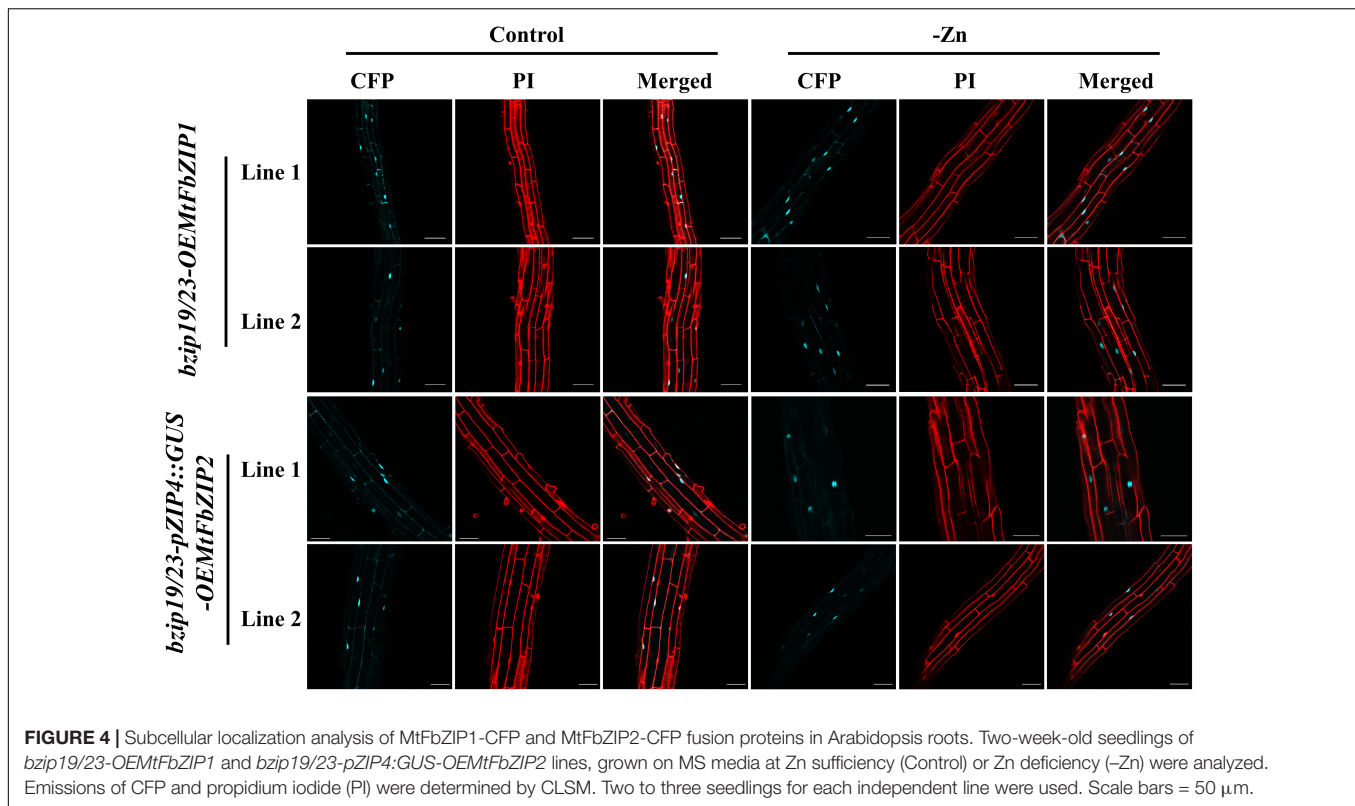 Control -Zn
CFP PI Merged CFP PI Merged
bzip19/23-OEMtFbZIP1
Line 1
Line 2
bzip19/23-pZIP4::GUS
-OEMtFbZIP2
Line 1
Line 2
FIGURE 4 | Subcellular localization analysis of MtFbZIP1-CFP and MtFbZIP2-CFP fusion proteins in Arabidopsis roots. Two-week-old seedlings of
bzip19/23-OEMtFbZIP1 and bzip19/23-pZIP4:GUS-OEMtFbZIP2 lines, grown on MS media at Zn sufficiency (Control) or Zn deficiency (–Zn) were analyzed.
Emissions of CFP and propidium iodide (PI) were determined by CLSM. Two to three seedlings for each independent line were used. Scale bars = 50 μm.